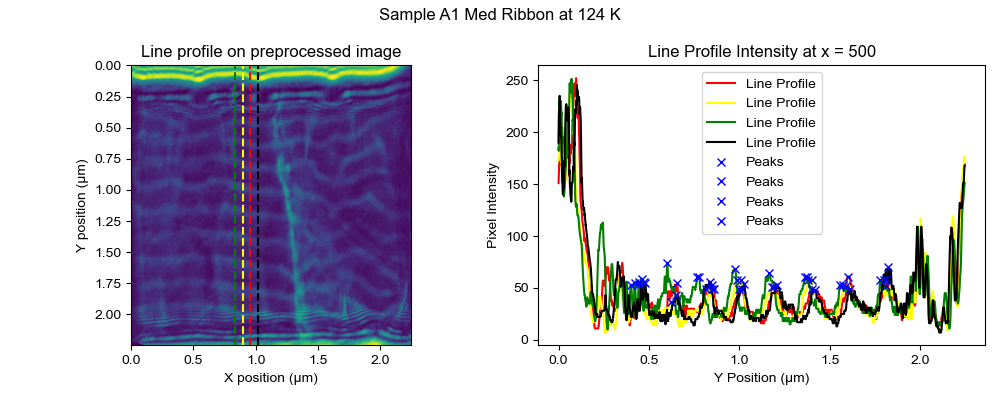 Sample A1 Med Ribbon at 124 K
Line profile on preprocessed image
0.00
0.25
0.50
0.75
1.00
1.25
1.50
1.75
2.00
Y position (μm)
0.0
0.5
1.0
1.5
2.0
X position (μm)
Line Profile Intensity at x = 500
250
200
150
100
50
0
Pixel Intensity
Line Profile
Line Profile
Line Profile
Line Profile
Peaks
Peaks
Peaks
Peaks
0.0
0.5
1.0
1.5
2.0
Y Position (μm)